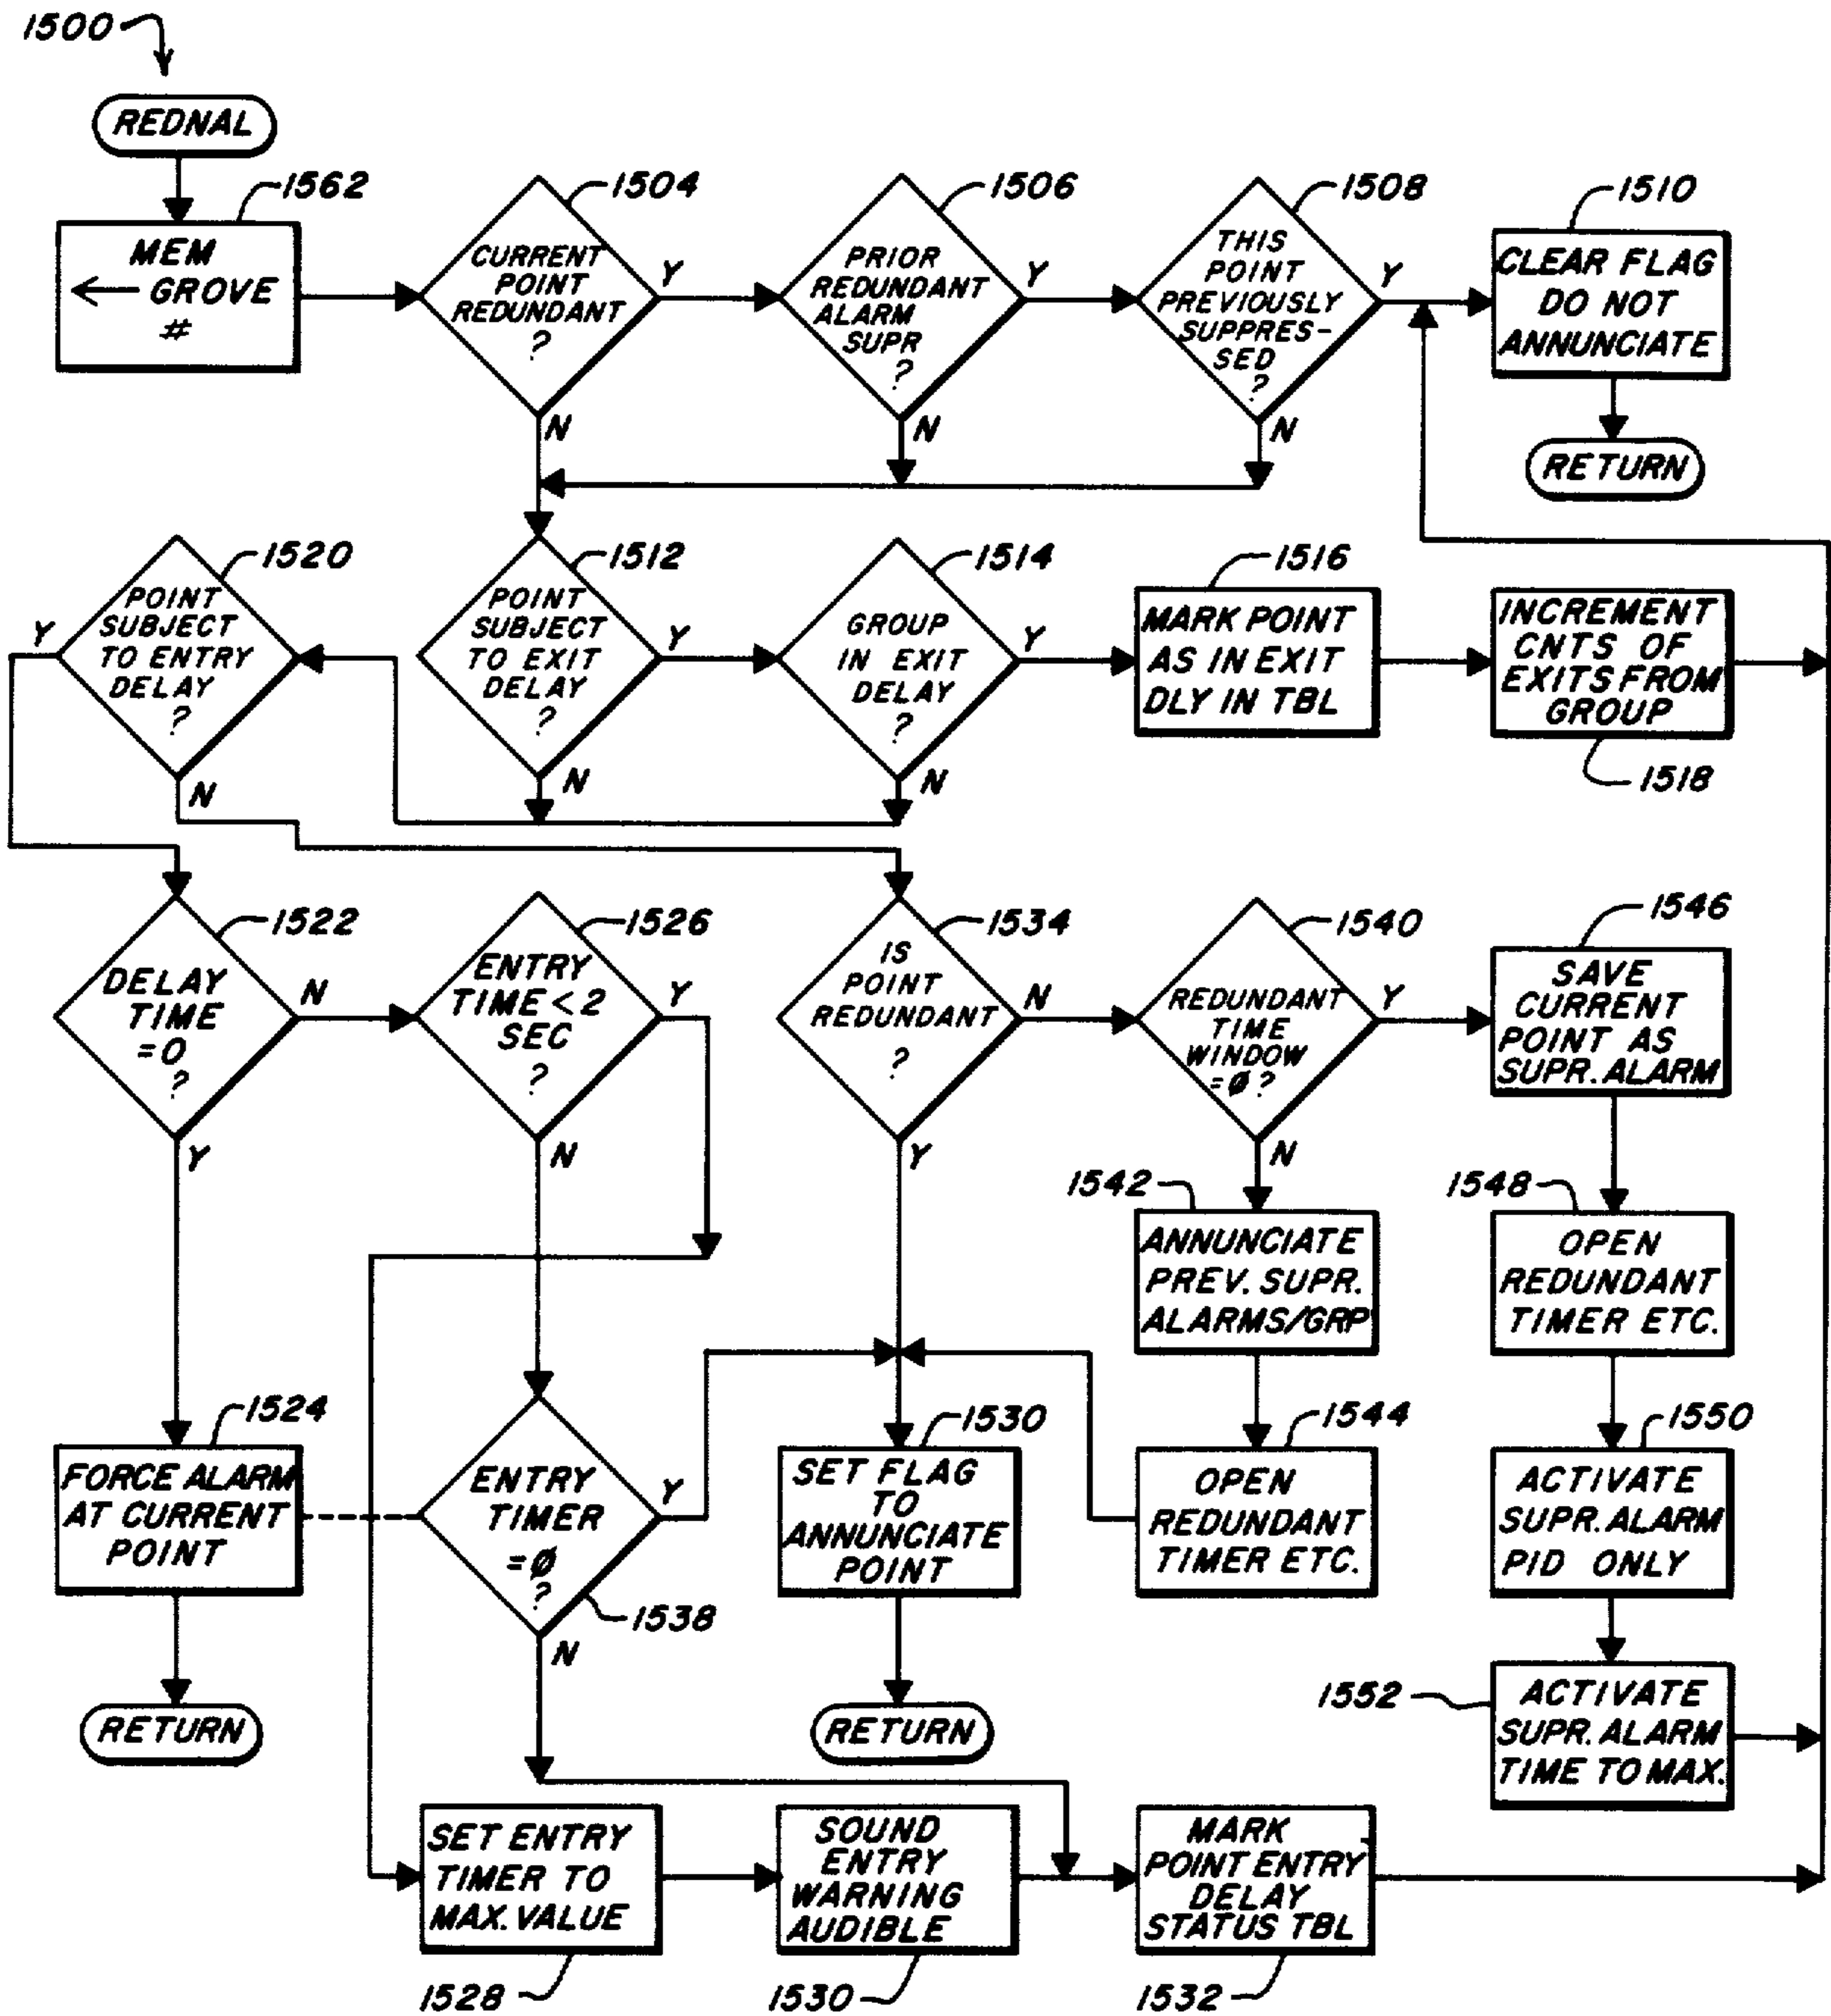 1500
REDNAL
1562
MEM
← GROVE
#
1504
CURRENT
POINT
REDUNDANT
?
Y
N
1506
PRIOR
REDUNDANT
ALARM
SUPR
?
Y
N
1508
THIS
POINT
PREVIOUSLY
SUPPRES-
SED
?
Y
N
1510
CLEAR FLAG
DO NOT
ANNUNCIATE
RETURN
1520
POINT
SUBJECT
TO ENTRY
DELAY
?
Y
N
1512
POINT
SUBJECT
TO EXIT
DELAY
?
Y
N
1514
GROUP
IN EXIT
DELAY
?
Y
N
1516
MARK POINT
AS IN EXIT
DLY IN TBL
INCREMENT
CNTS OF
EXITS FROM
GROUP
1518
1522
DELAY
TIME
=0
?
N
Y
1526
ENTRY
TIME<2
SEC
?
Y
N
1534
IS
POINT
REDUNDANT
?
N
Y
1540
REDUNDANT
TIME
WINDOW
=Ø ?
Y
N
1546
SAVE
CURRENT
POINT AS
SUPR. ALARM
1542
ANNUNCIATE
PREV. SUPR.
ALARMS/GRP
1548
OPEN
REDUNDANT
TIMER ETC.
1524
FORCE ALARM
AT CURRENT
POINT
RETURN
ENTRY
TIMER
=Ø
?
Y
N
1538
1530
SET FLAG
TO
ANNUNCIATE
POINT
RETURN
1544
OPEN
REDUNDANT
TIMER ETC.
1550
ACTIVATE
SUPR. ALARM
PID ONLY
1552
ACTIVATE
SUPR. ALARM
TIME TO MAX.
SET ENTRY
TIMER TO
MAX. VALUE
1528
SOUND
ENTRY
WARNING
AUDIBLE
1530
MARK
POINT ENTRY
DELAY
STATUS TBL
1532